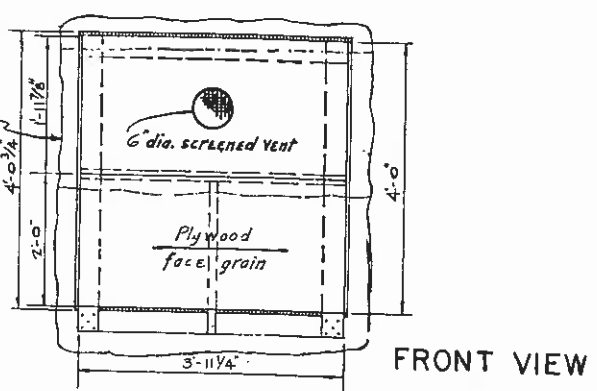 1'-11 7/8"
4'-0 3/4"
2'-0"
6" dia. screened vent
4'-0"
Plywood
face grain
3'-11 1/4"
FRONT VIEW